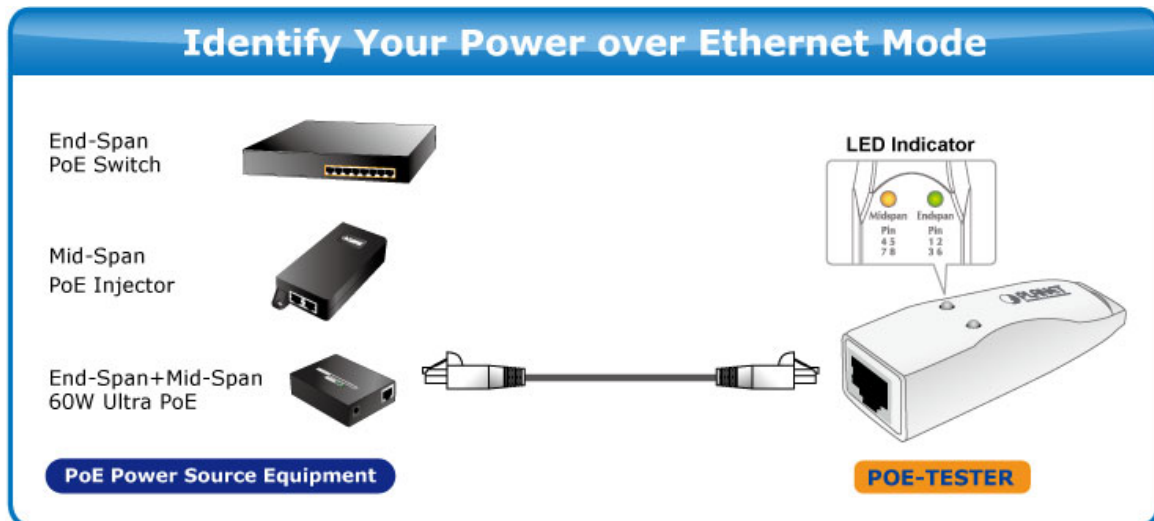 Identify Your Power over Ethernet Mode
End-Span
PoE Switch
Mid-Span
PoE Injector
End-Span+Mid-Span
60W Ultra PoE
PoE Power Source Equipment
LED Indicator
Midspan Endspan
Pin Pin
4 5 1 2
7 8 3 6
PLANET
POE-TESTER